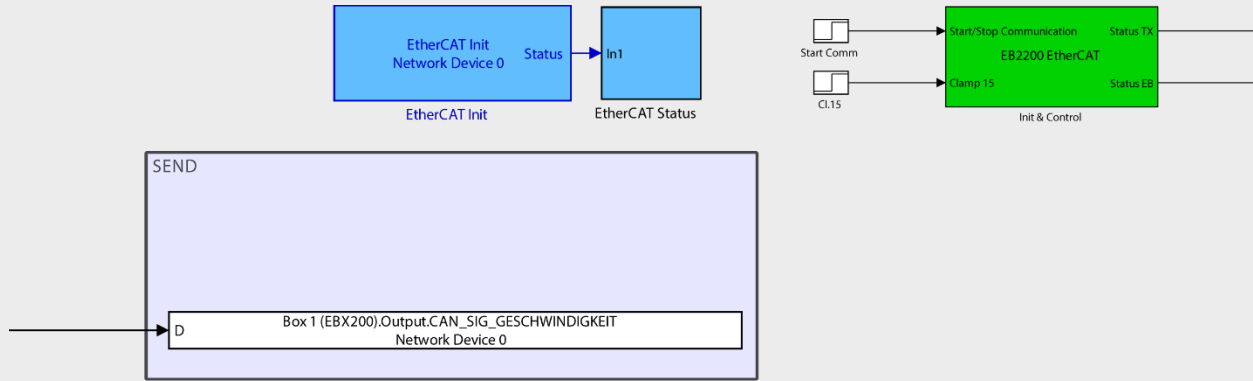 EtherCAT Init
Network Device 0
Status
In1
EtherCAT Init
EtherCAT Status
Start Comm
Cl.15
Start/Stop Communication
Status TX
EB2200 EtherCAT
Clamp 15
Status EB
Init & Control
SEND
D
Box 1 (EBX200).Output.CAN_SIG_GESCHWINDIGKEIT
Network Device 0